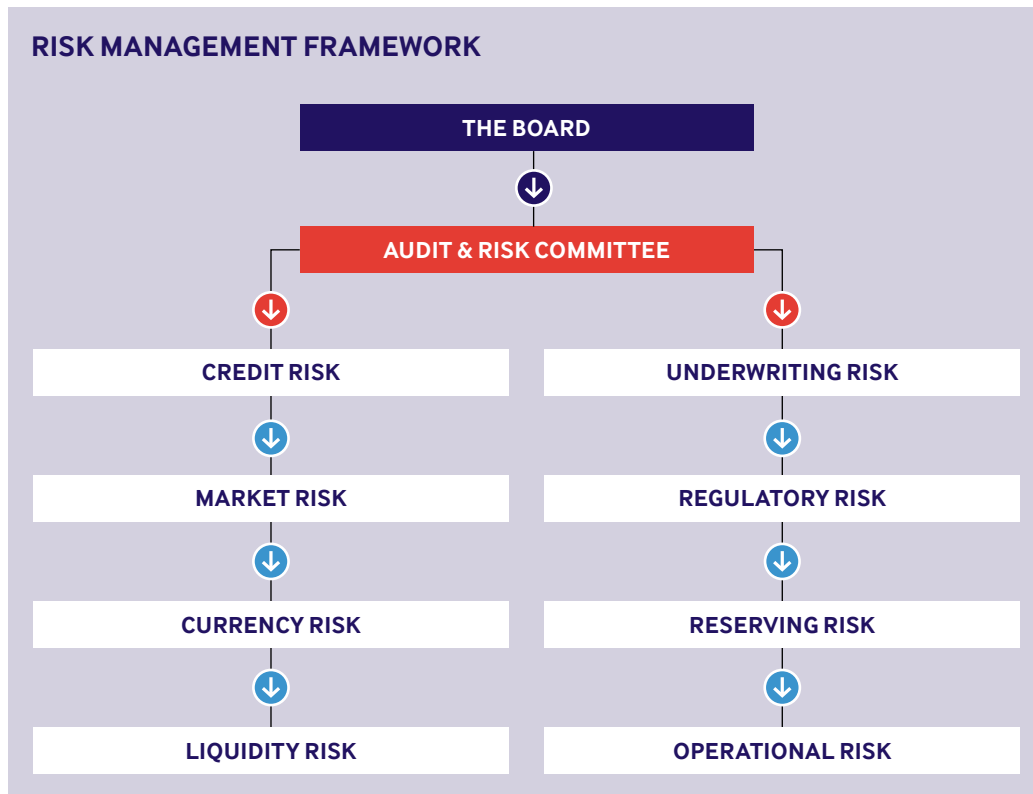 RISK MANAGEMENT FRAMEWORK
THE BOARD
AUDIT & RISK COMMITTEE
CREDIT RISK
UNDERWRITING RISK
MARKET RISK
REGULATORY RISK
CURRENCY RISK
RESERVING RISK
LIQUIDITY RISK
OPERATIONAL RISK